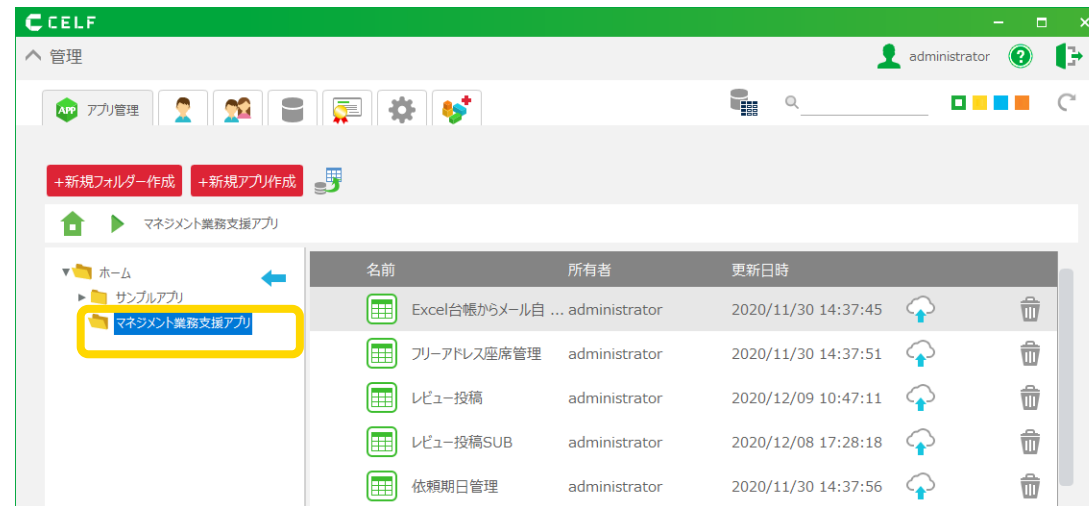 CELF
管理
administrator
APP アプリ管理
+新規フォルダー作成 +新規アプリ作成
マネジメント業務支援アプリ
ホーム
サンプルアプリ
マネジメント業務支援アプリ
名前 所有者 更新日時
Excel台帳からメール自 ... administrator 2020/11/30 14:37:45
フリーアドレス座席管理 administrator 2020/11/30 14:37:51
レビュー投稿 administrator 2020/12/09 10:47:11
レビュー投稿SUB administrator 2020/12/08 17:28:18
依頼期日管理 administrator 2020/11/30 14:37:56